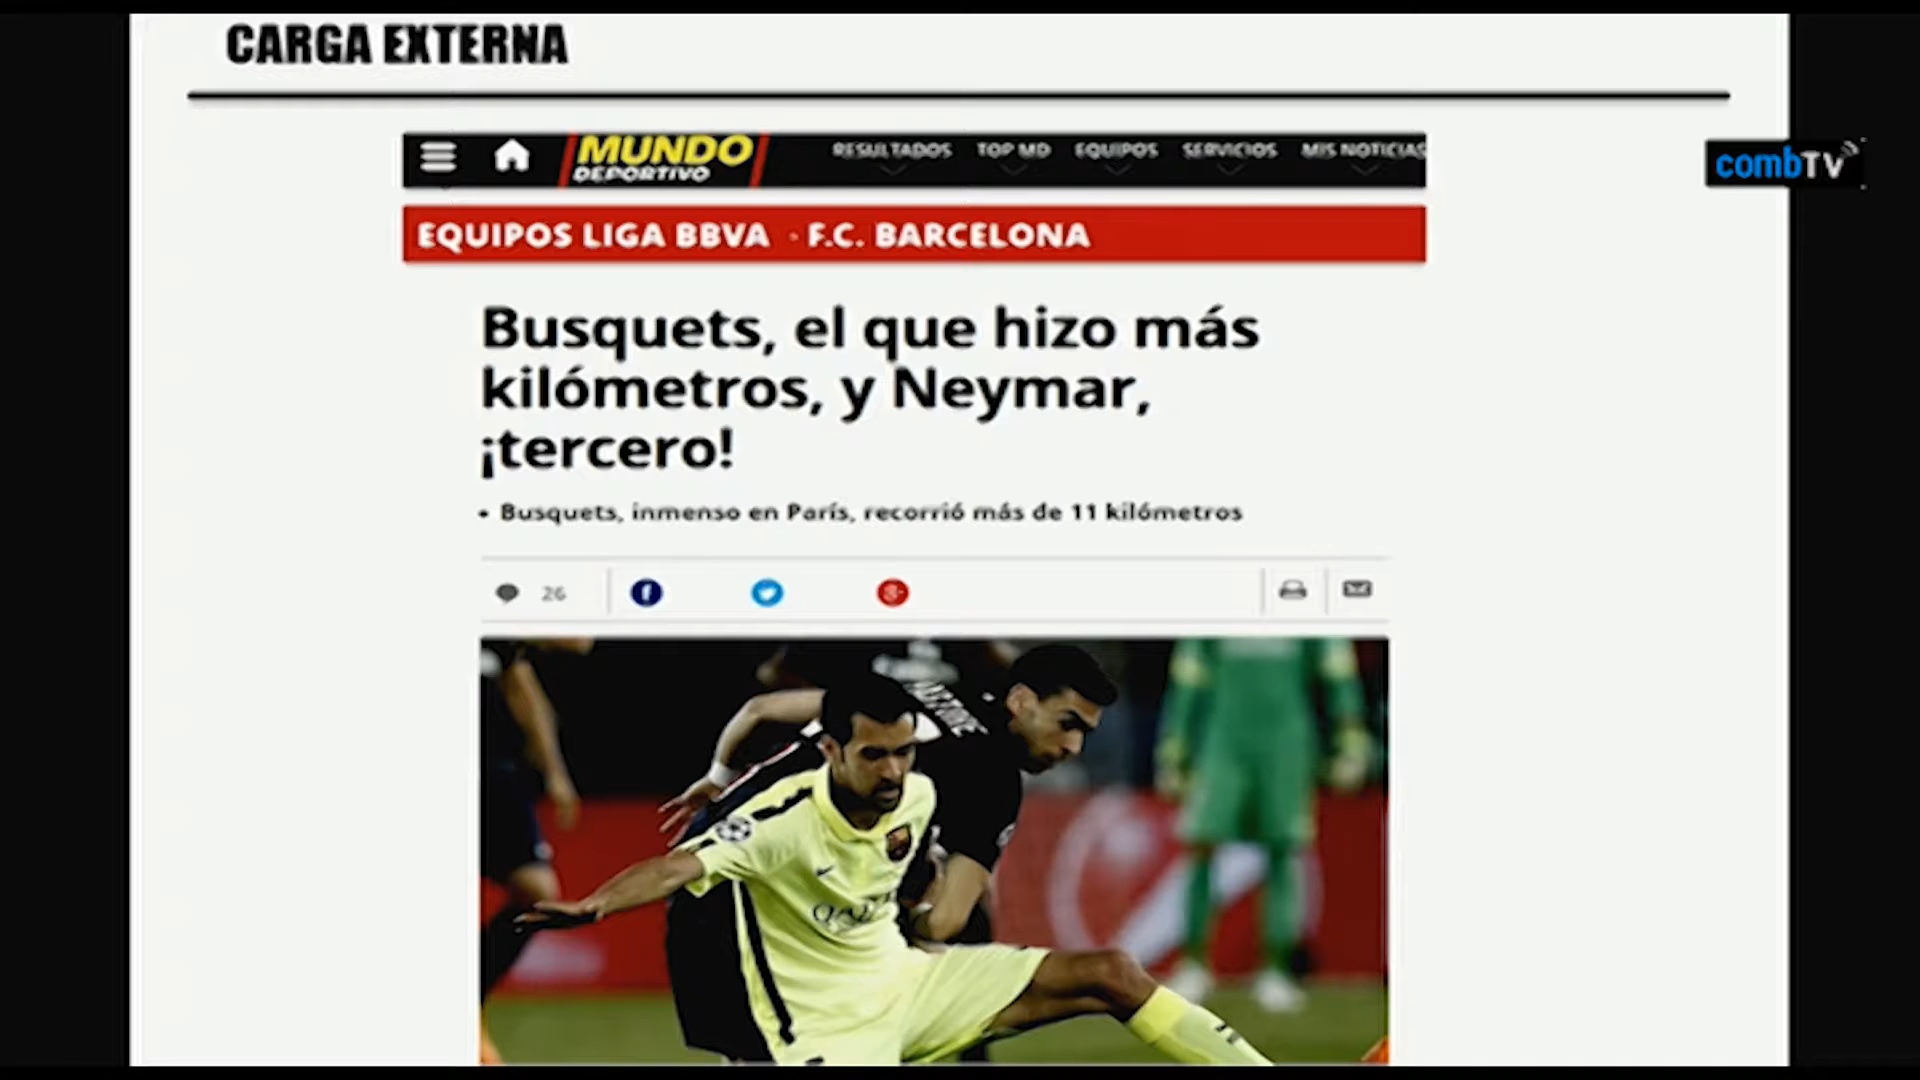 CARGA EXTERNA
MUNDO
DEPORTIVO
RESULTADOS TOP MD EQUIPOS SERVICIOS MIS NOTICIAS
combTV
EQUIPOS LIGA BBVA · F.C. BARCELONA
Busquets, el que hizo más
kilómetros, y Neymar,
¡tercero!
• Busquets, inmenso en París, recorrió más de 11 kilómetros
26